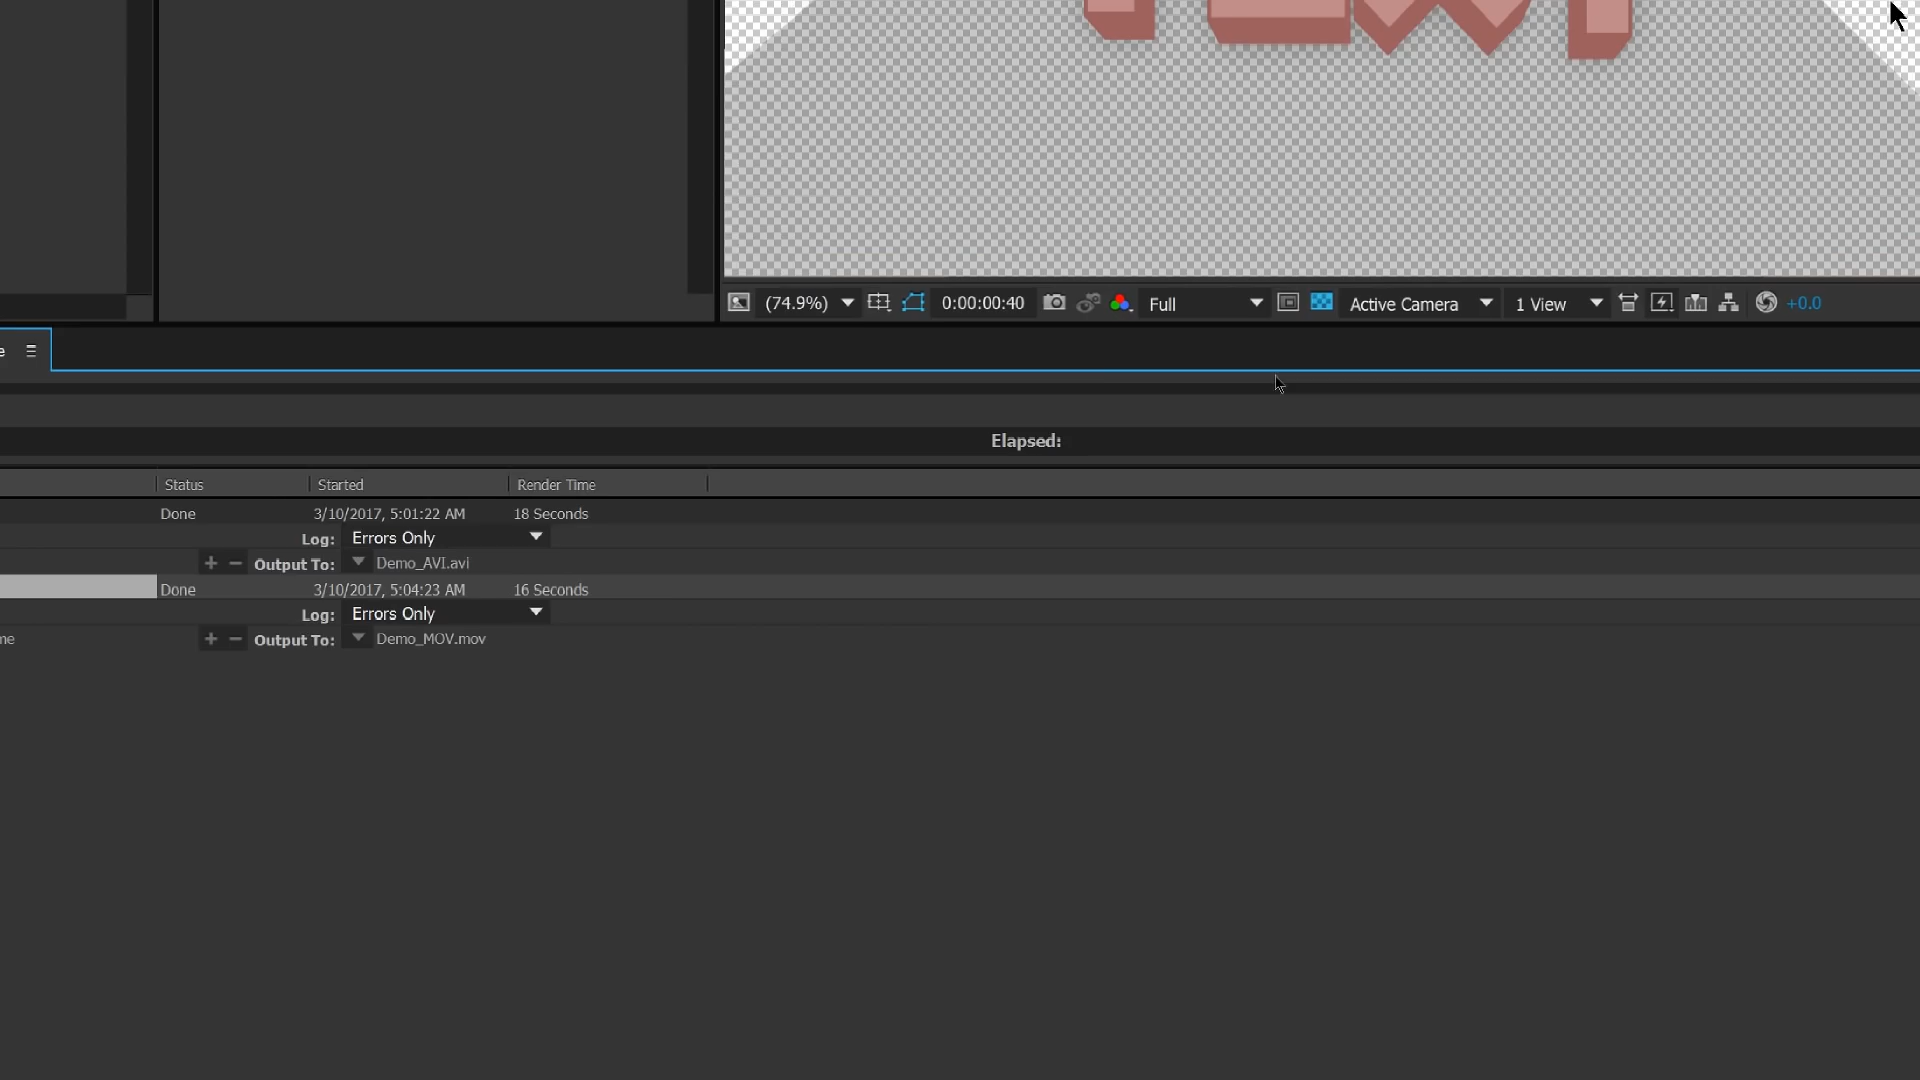 (74.9%) 0:00:00:40 Full Active Camera 1 View +0.0
e
Elapsed:
Status Started Render Time
Done 3/10/2017, 5:01:22 AM 18 Seconds
Log: Errors Only
+ − Output To: Demo_AVI.avi
Done 3/10/2017, 5:04:23 AM 16 Seconds
Log: Errors Only
me + − Output To: Demo_MOV.mov